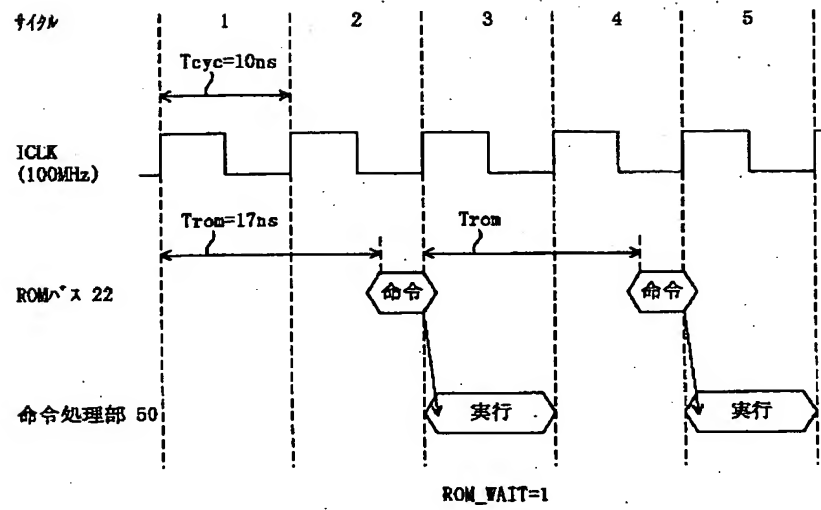 ｻｲｸﾙ 1 2 3 4 5
Tcyc=10ns
ICLK
(100MHz)
Trom=17ns Trom
ROMﾊﾞｽ 22 命令 命令
命令処理部 50 実行 実行
ROM_WAIT=1